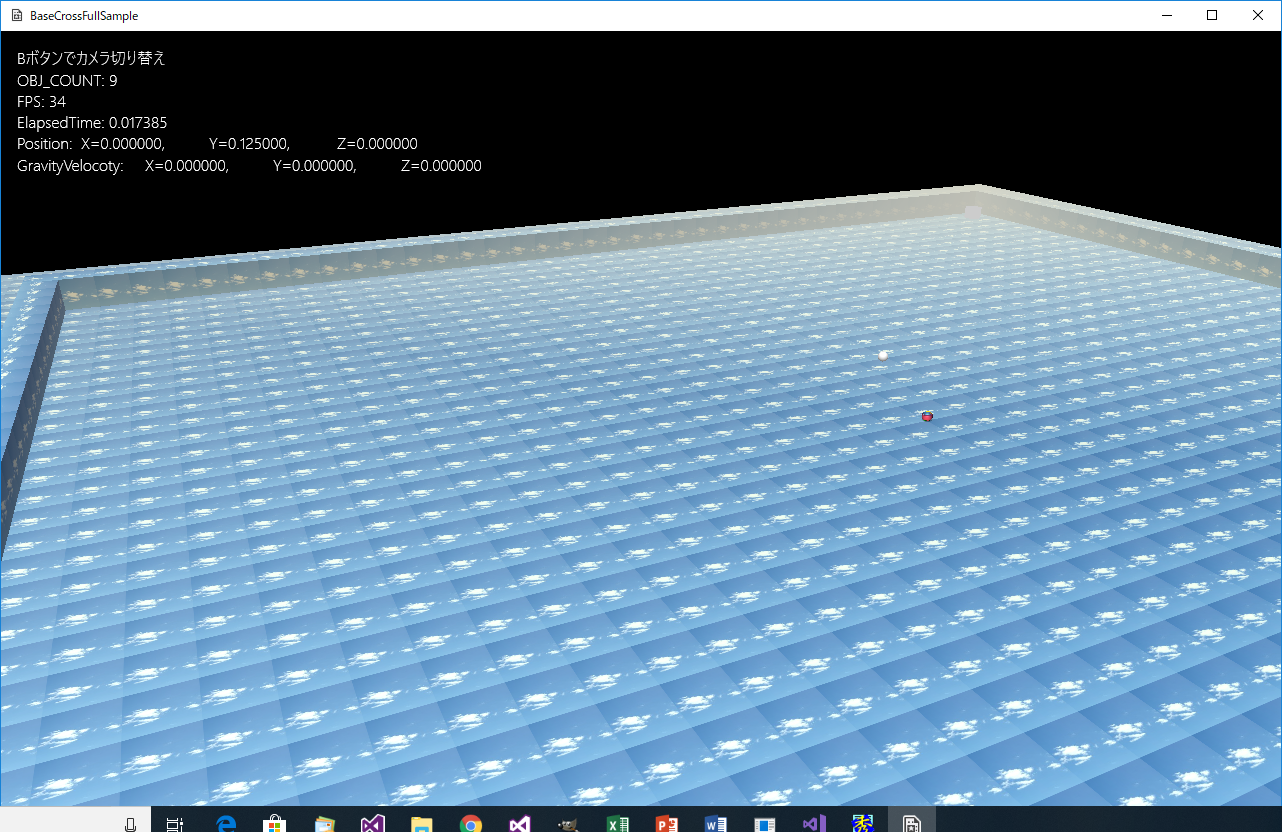 BaseCrossFullSample
Bボタンでカメラ切り替え
OBJ_COUNT: 9
FPS: 34
ElapsedTime: 0.017385
Position: X=0.000000, Y=0.125000, Z=0.000000
GravityVelocoty: X=0.000000, Y=0.000000, Z=0.000000